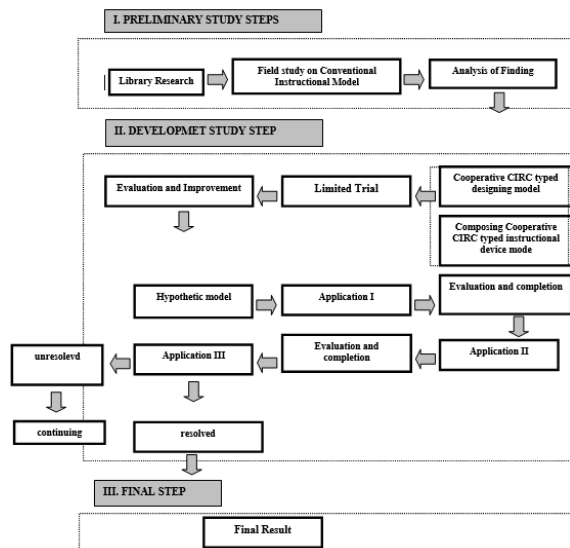 I. PRELIMINARY STUDY STEPS
Library Research
Field study on Conventional
Instructional Model
Analysis of Finding
II. DEVELOPMET STUDY STEP
Evaluation and Improvement
Limited Trial
Cooperative CIRC typed
designing model
Composing Cooperative
CIRC typed instructional
device mode
Hypothetic model
Application I
Evaluation and completion
unresolevd
Application III
Evaluation and
completion
Application II
continuing
resolved
III. FINAL STEP
Final Result